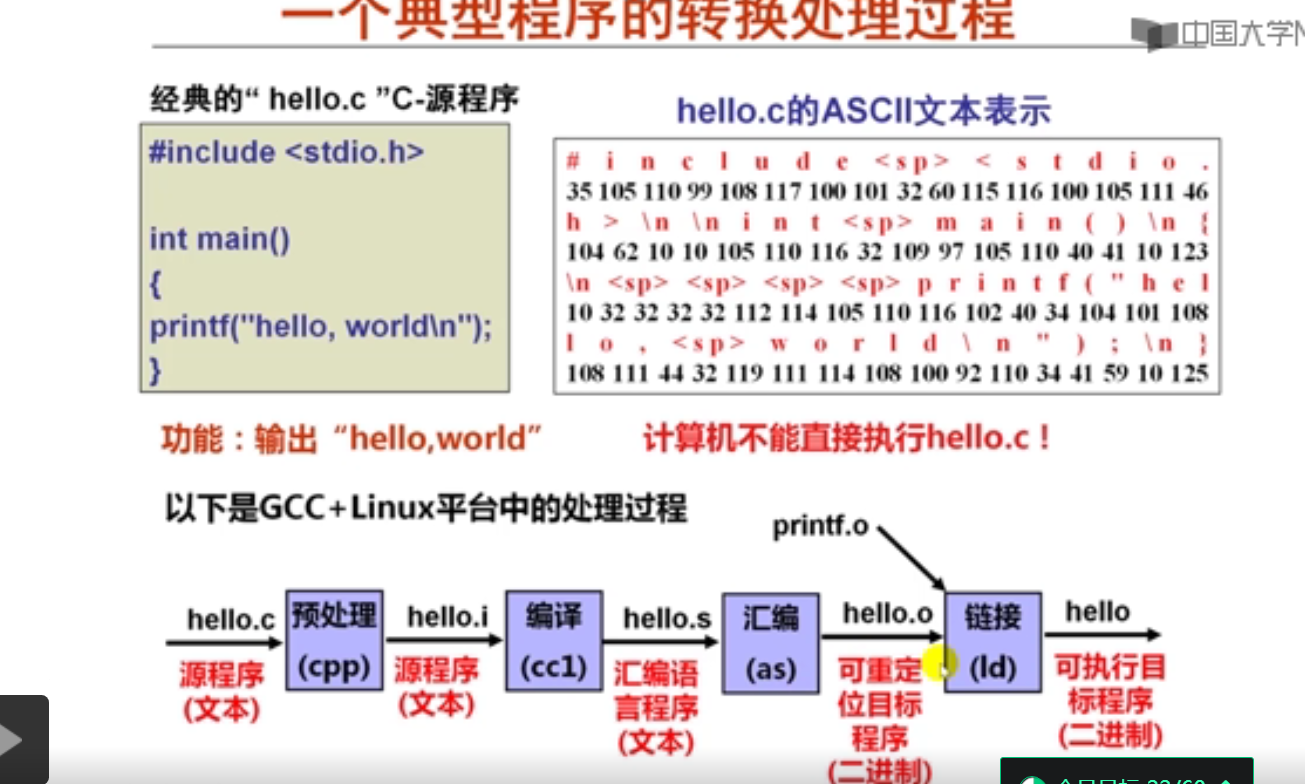 一个典型程序的转换处理过程
中国大学
经典的“ hello.c ”C-源程序
#include <stdio.h>
int main()
{
printf("hello, world\n");
}
hello.c的ASCII文本表示
# i n c l u d e <sp> < s t d i o .
35 105 110 99 108 117 100 101 32 60 115 116 100 105 111 46
h > \n \n i n t <sp> m a i n ( ) \n {
104 62 10 10 105 110 116 32 109 97 105 110 40 41 10 123
\n <sp> <sp> <sp> <sp> p r i n t f ( " h e l
10 32 32 32 32 112 114 105 110 116 102 40 34 104 101 108
l o , <sp> w o r l d \ n " ) ; \n }
108 111 44 32 119 111 114 108 100 92 110 34 41 59 10 125
功能：输出“hello,world”
计算机不能直接执行hello.c！
以下是GCC+Linux平台中的处理过程
printf.o
hello.c
源程序
(文本)
预处理
(cpp)
hello.i
源程序
(文本)
编译
(cc1)
hello.s
汇编语
言程序
(文本)
汇编
(as)
hello.o
可重定
位目标
程序
(二进制)
链接
(ld)
hello
可执行目
标程序
(二进制)